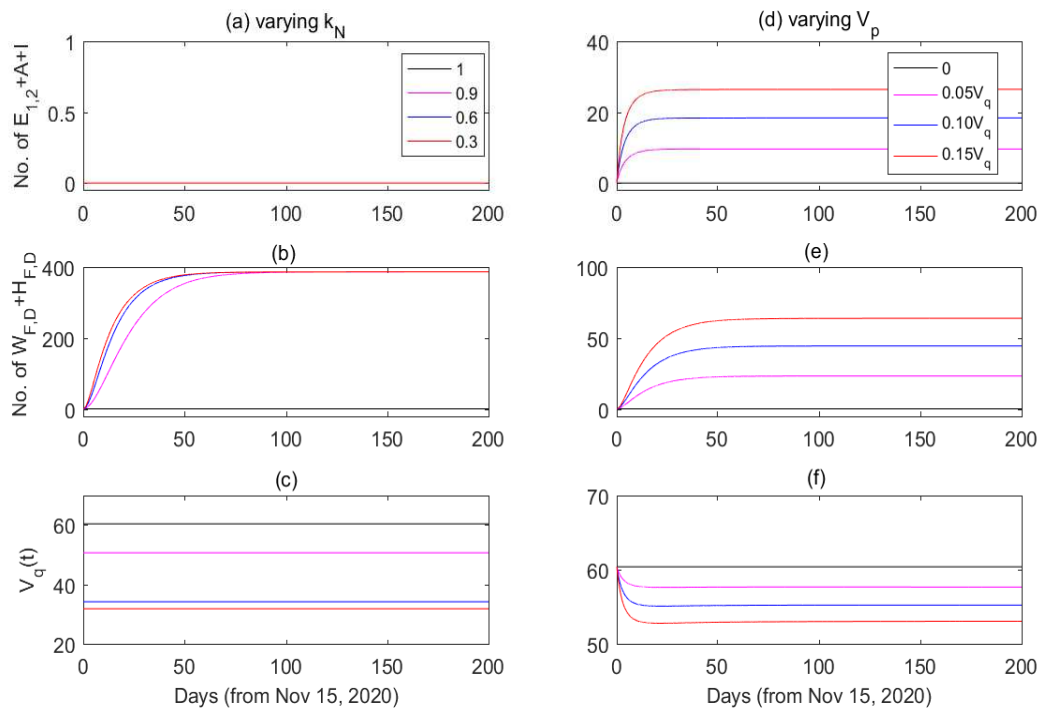 (a) varying k_N
No. of E_1,2+A+I
1
0.5
0
1
0.9
0.6
0.3
0 50 100 150 200
(b)
No. of W_F,D+H_F,D
400
200
0
0 50 100 150 200
(c)
V_q(t)
60
40
20
0 50 100 150 200
Days (from Nov 15, 2020)
(d) varying V_p
40
20
0
0
0.05V_q
0.10V_q
0.15V_q
0 50 100 150 200
(e)
100
50
0
0 50 100 150 200
(f)
70
60
50
0 50 100 150 200
Days (from Nov 15, 2020)